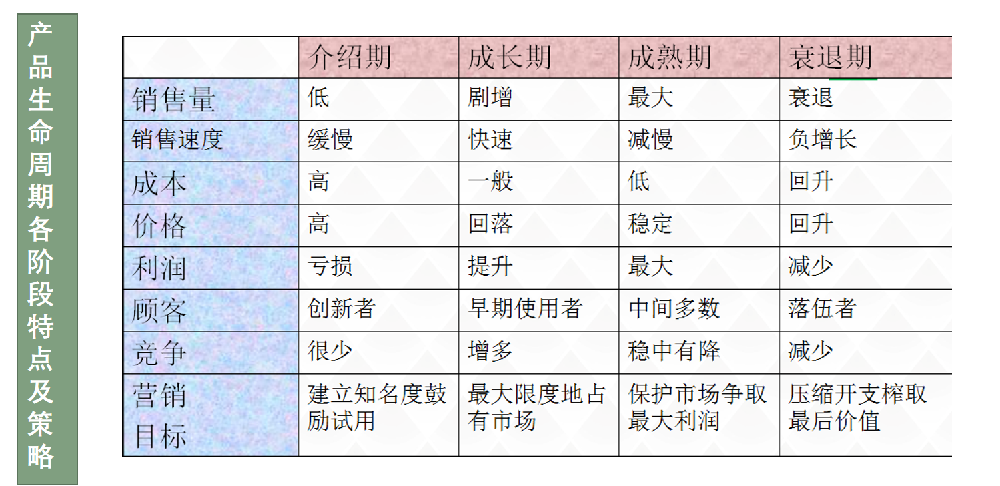 产品生命周期各阶段特点及策略
介绍期 成长期 成熟期 衰退期
销售量 低 剧增 最大 衰退
销售速度 缓慢 快速 减慢 负增长
成本 高 一般 低 回升
价格 高 回落 稳定 回升
利润 亏损 提升 最大 减少
顾客 创新者 早期使用者 中间多数 落伍者
竞争 很少 增多 稳中有降 减少
营销 建立知名度鼓 最大限度地占 保护市场争取 压缩开支榨取
目标 励试用 有市场 最大利润 最后价值